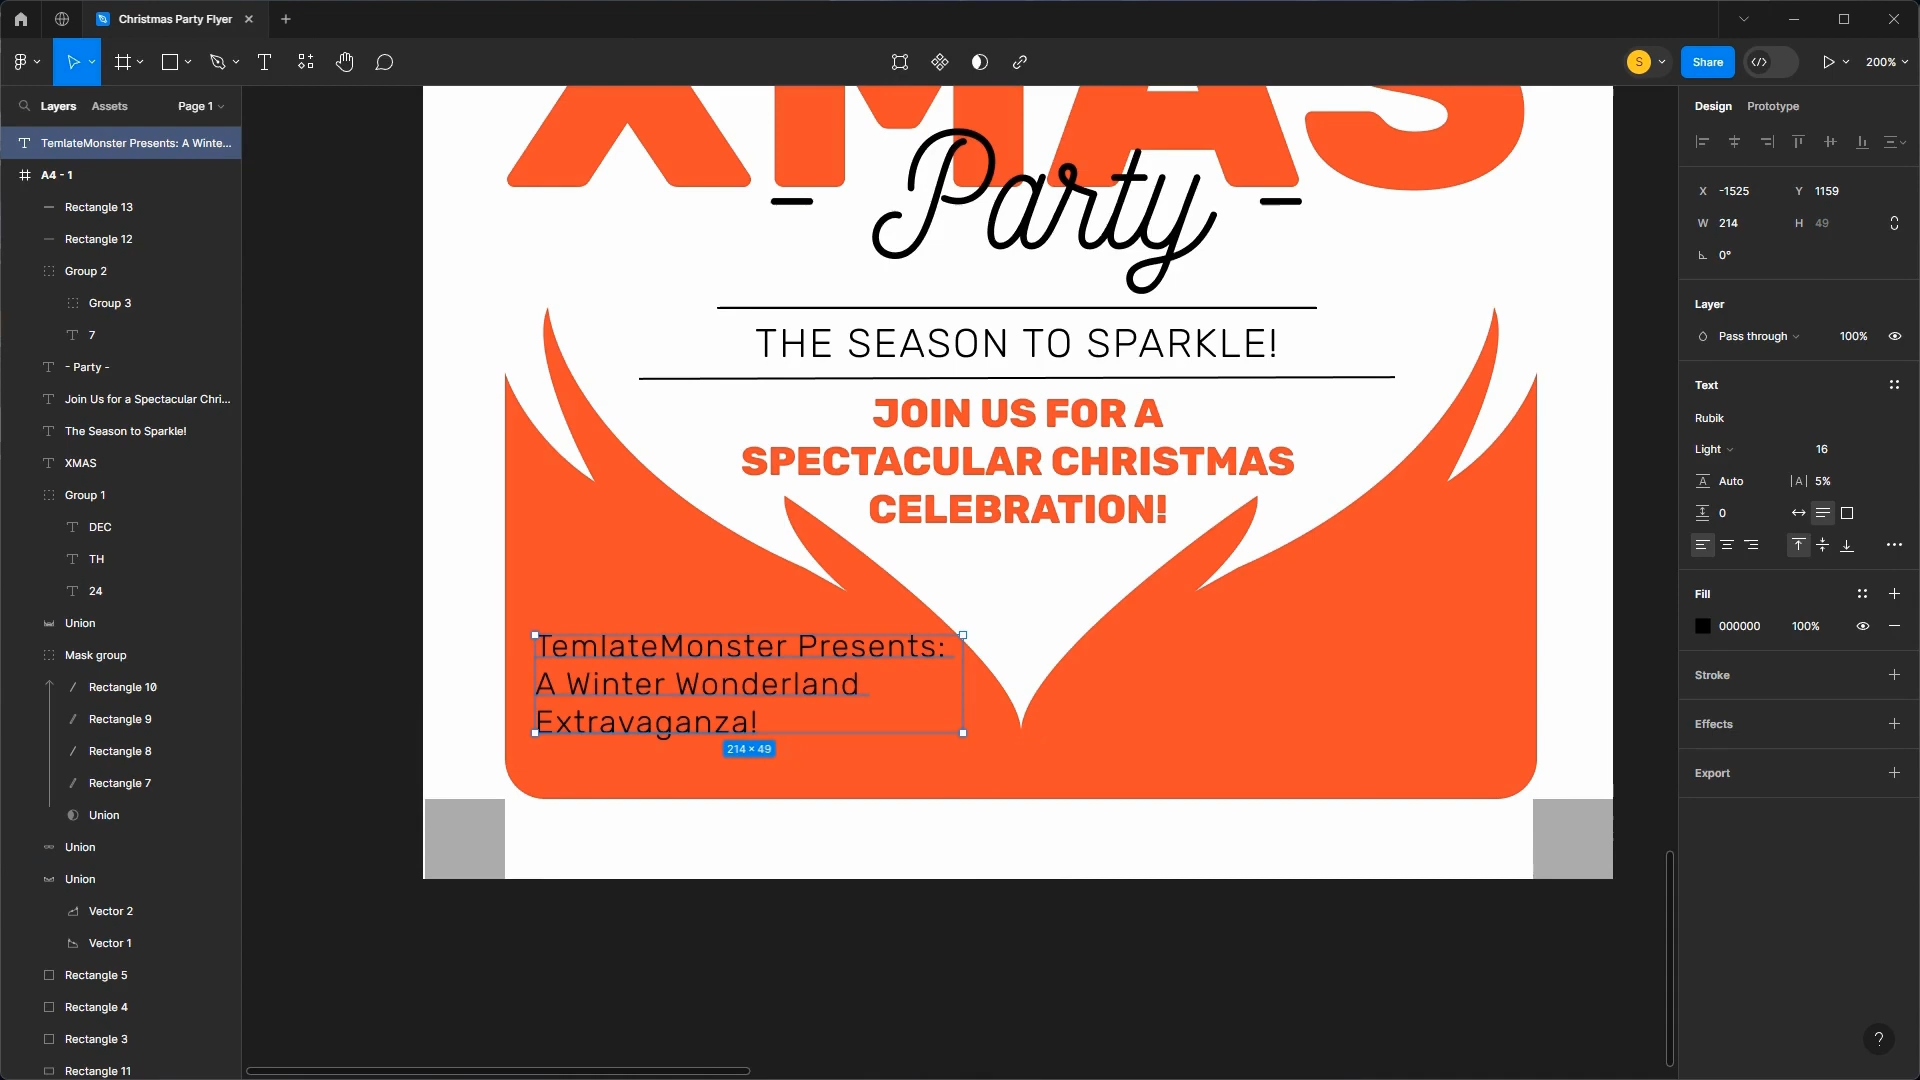 Christmas Party Flyer
S
Share
200%
Layers
Assets
Page 1
TemlateMonster Presents: A Winte...
A4 - 1
Rectangle 13
Rectangle 12
Group 2
Group 3
7
- Party -
Join Us for a Spectacular Chri...
The Season to Sparkle!
XMAS
Group 1
DEC
TH
24
Union
Mask group
Rectangle 10
Rectangle 9
Rectangle 8
Rectangle 7
Union
Union
Union
Vector 2
Vector 1
Rectangle 5
Rectangle 4
Rectangle 3
Rectangle 11
XMAS
- Party -
THE SEASON TO SPARKLE!
JOIN US FOR A
SPECTACULAR CHRISTMAS
CELEBRATION!
TemlateMonster Presents:
A Winter Wonderland
Extravaganza!
214 × 49
Design
Prototype
X -1525 Y 1159
W 214 H 49
0°
Layer
Pass through 100%
Text
Rubik
Light 16
A Auto |A| 5%
0
Fill
000000 100%
Stroke
Effects
Export
?